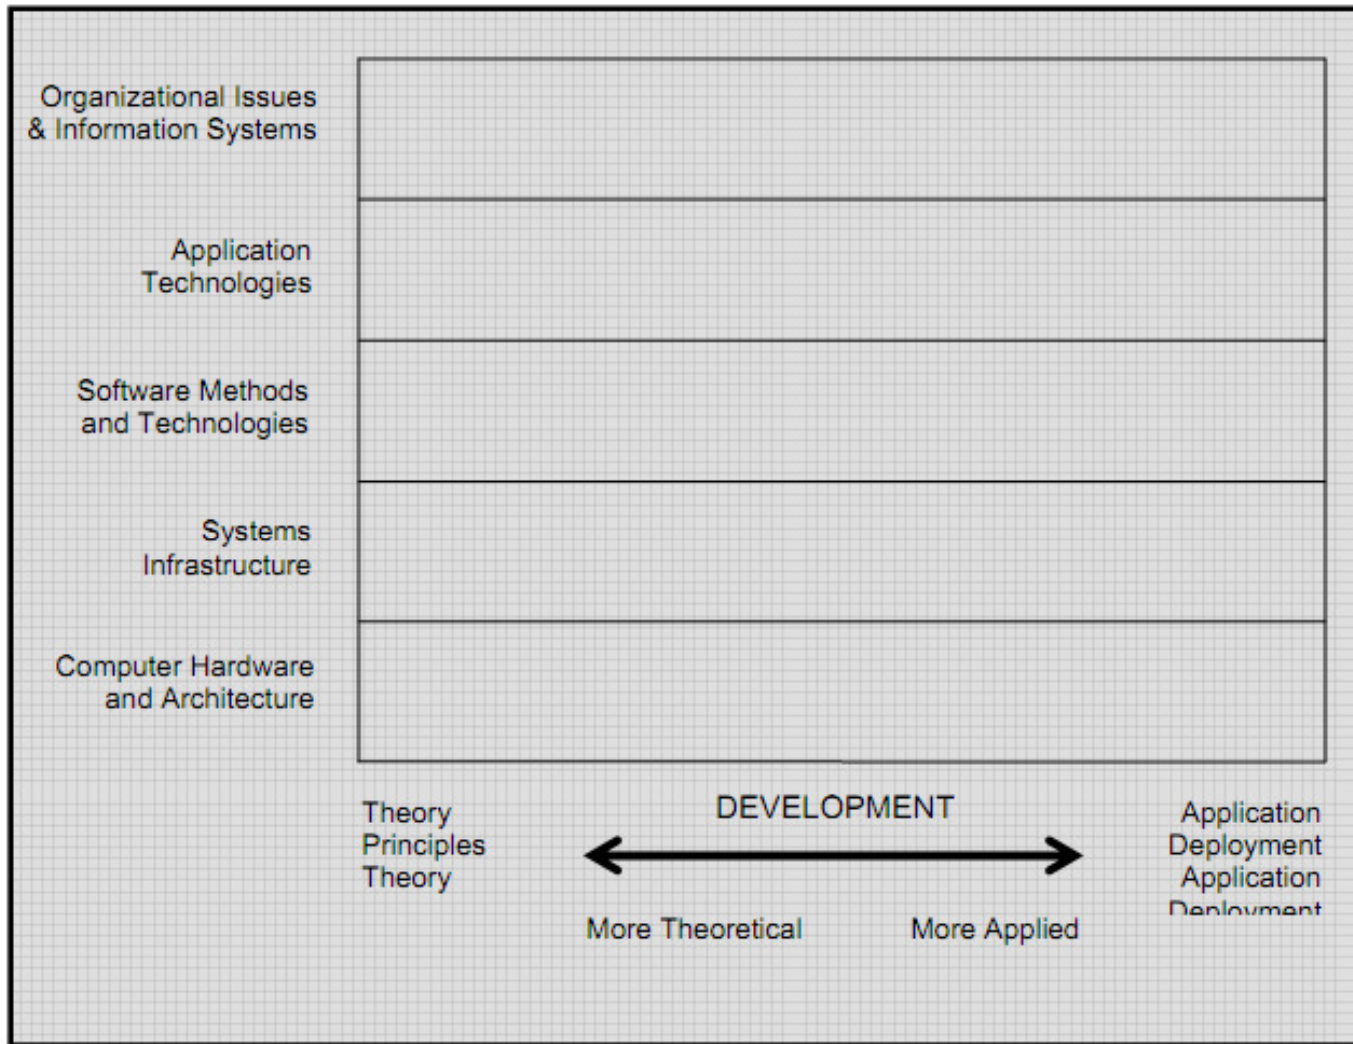 Organizational Issues
& Information Systems
Application
Technologies
Software Methods
and Technologies
Systems
Infrastructure
Computer Hardware
and Architecture
Theory
Principles
Theory
DEVELOPMENT
Application
Deployment
Application
Deployment
More Theoretical
More Applied